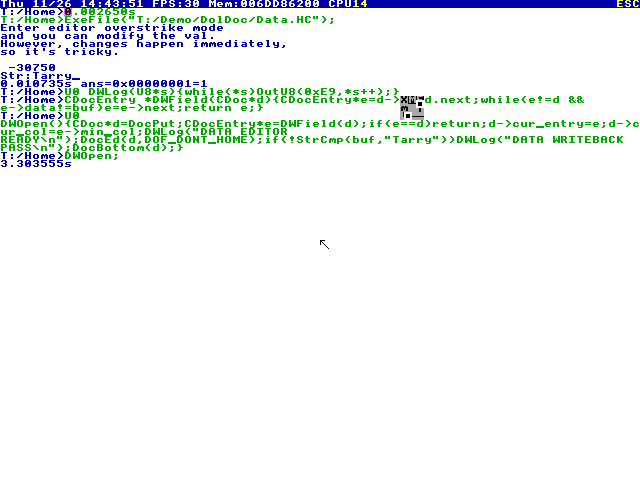 Thu 11/26 14:43:51 FPS:30 Mem:006DD86200 CPU14 ESC
T:/Home>0.002650s
T:/Home>ExeFile("T:/Demo/DolDoc/Data.HC");
Enter editor overstrike mode
and you can modify the val.
However, changes happen immediately,
so it's tricky.
-30750
Str:Tarry_
0.010735s ans=0x00000001=1
T:/Home>U0 DWLog(U8*s){while(*s)OutU8(0xE9,*s++);}
T:/Home>CDocEntry *DWField(CDoc*d){CDocEntry*e=d-> d.next;while(e!=d &&
e->data!=buf)e=e->next;return e;}
T:/Home>U0
DWOpen(){CDoc*d=DocPut;CDocEntry*e=DWField(d);if(e==d)return;d->cur_entry=e;d->c
ur_col=e->min_col;DWLog("DATA EDITOR
READY\n");DocEd(d,DOF_DONT_HOME);if(!StrCmp(buf,"Tarry"))DWLog("DATA WRITEBACK
PASS\n");DocBottom(d);}
T:/Home>DWOpen;
3.303555s